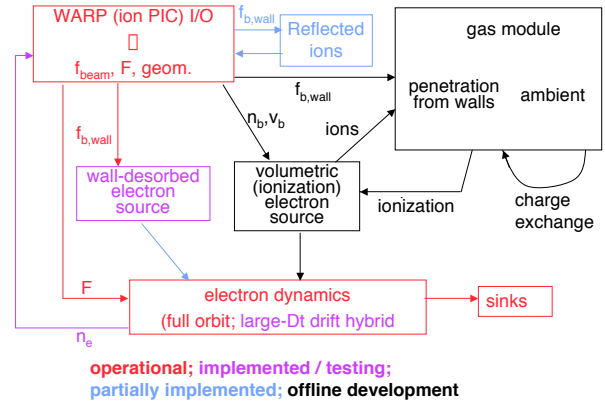 WARP (ion PIC) I/O
▯
f_beam, F, geom.
f_b,wall
Reflected
ions
gas module
penetration
from walls
ambient
f_b,wall
n_b,v_b
ions
f_b,wall
wall-desorbed
electron
source
volumetric
(ionization)
electron
source
ionization
charge
exchange
F
electron dynamics
(full orbit; large-Dt drift hybrid
sinks
n_e
operational; implemented / testing;
partially implemented; offline development